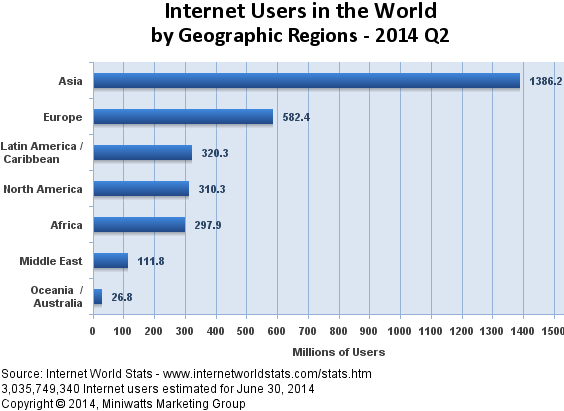 Internet Users in the World
by Geographic Regions - 2014 Q2
Asia
1386.2
Europe
582.4
Latin America /
Caribbean
320.3
North America
310.3
Africa
297.9
Middle East
111.8
Oceania /
Australia
26.8
0 100 200 300 400 500 600 700 800 900 1000 1100 1200 1300 1400 1500
Millions of Users
Source: Internet World Stats - www.internetworldstats.com/stats.htm
3,035,749,340 Internet users estimated for June 30, 2014
Copyright © 2014, Miniwatts Marketing Group